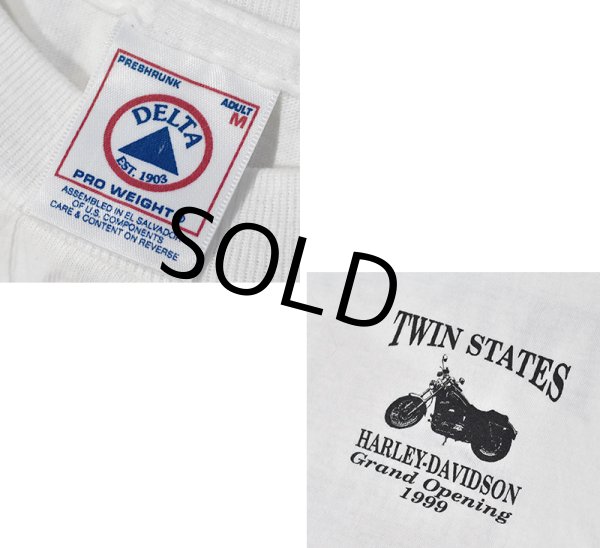 PRESHRUNK
ADULT
M
DELTA
EST. 1903
PRO WEIGHT®
ASSEMBLED IN EL SALVADOR
OF U.S. COMPONENTS
CARE & CONTENT ON REVERSE
SOLD
TWIN STATES
HARLEY-DAVIDSON
Grand Opening
1999